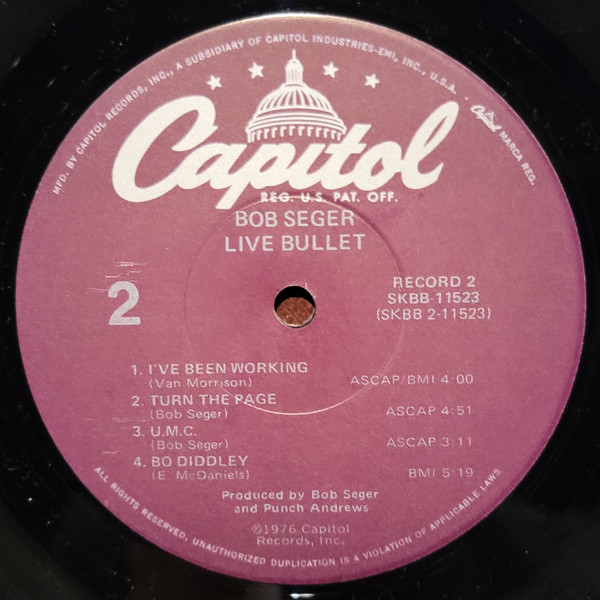 MFD. BY CAPITOL RECORDS, INC., A SUBSIDIARY OF CAPITOL INDUSTRIES-EMI, INC., U.S.A. · Capitol MARCA REG.
Capitol
REG. U.S. PAT. OFF.
BOB SEGER
LIVE BULLET
2
RECORD 2
SKBB-11523
(SKBB 2-11523)
1. I'VE BEEN WORKING
(Van Morrison) ASCAP/BMI 4:00
2. TURN THE PAGE
(Bob Seger) ASCAP 4:51
3. U.M.C.
(Bob Seger) ASCAP 3:11
4. BO DIDDLEY
(E. McDaniels) BMI 5:19
Produced by Bob Seger
and Punch Andrews
℗1976 Capitol
Records, Inc.
ALL RIGHTS RESERVED. UNAUTHORIZED DUPLICATION IS A VIOLATION OF APPLICABLE LAWS